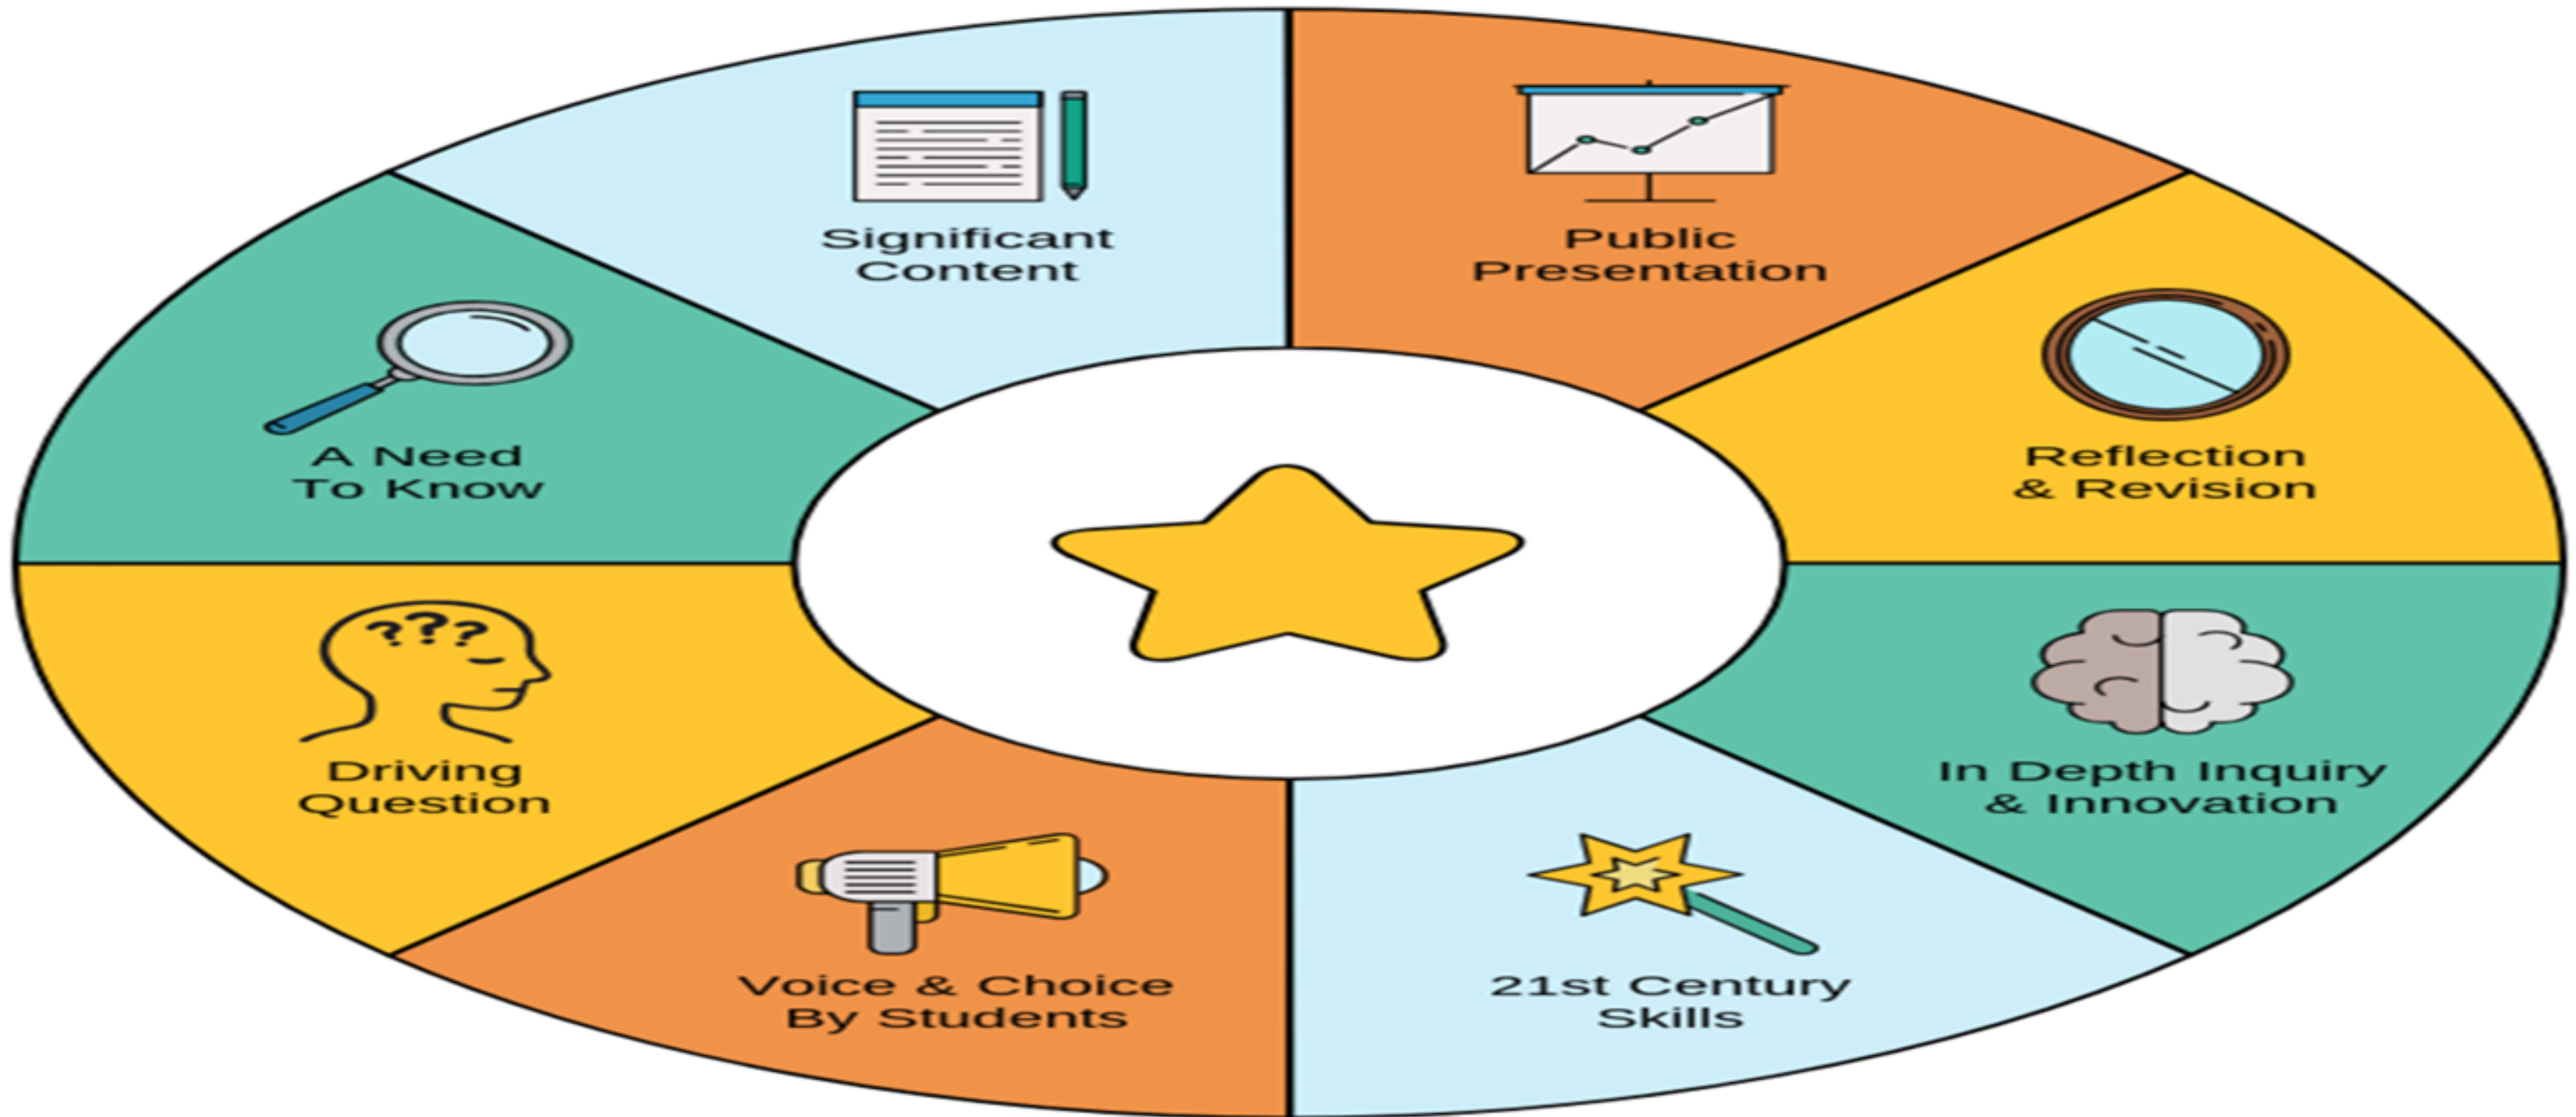 Significant
Content
Public
Presentation
A Need
To Know
Reflection
& Revision
???
Driving
Question
In Depth Inquiry
& Innovation
Voice & Choice
By Students
21st Century
Skills